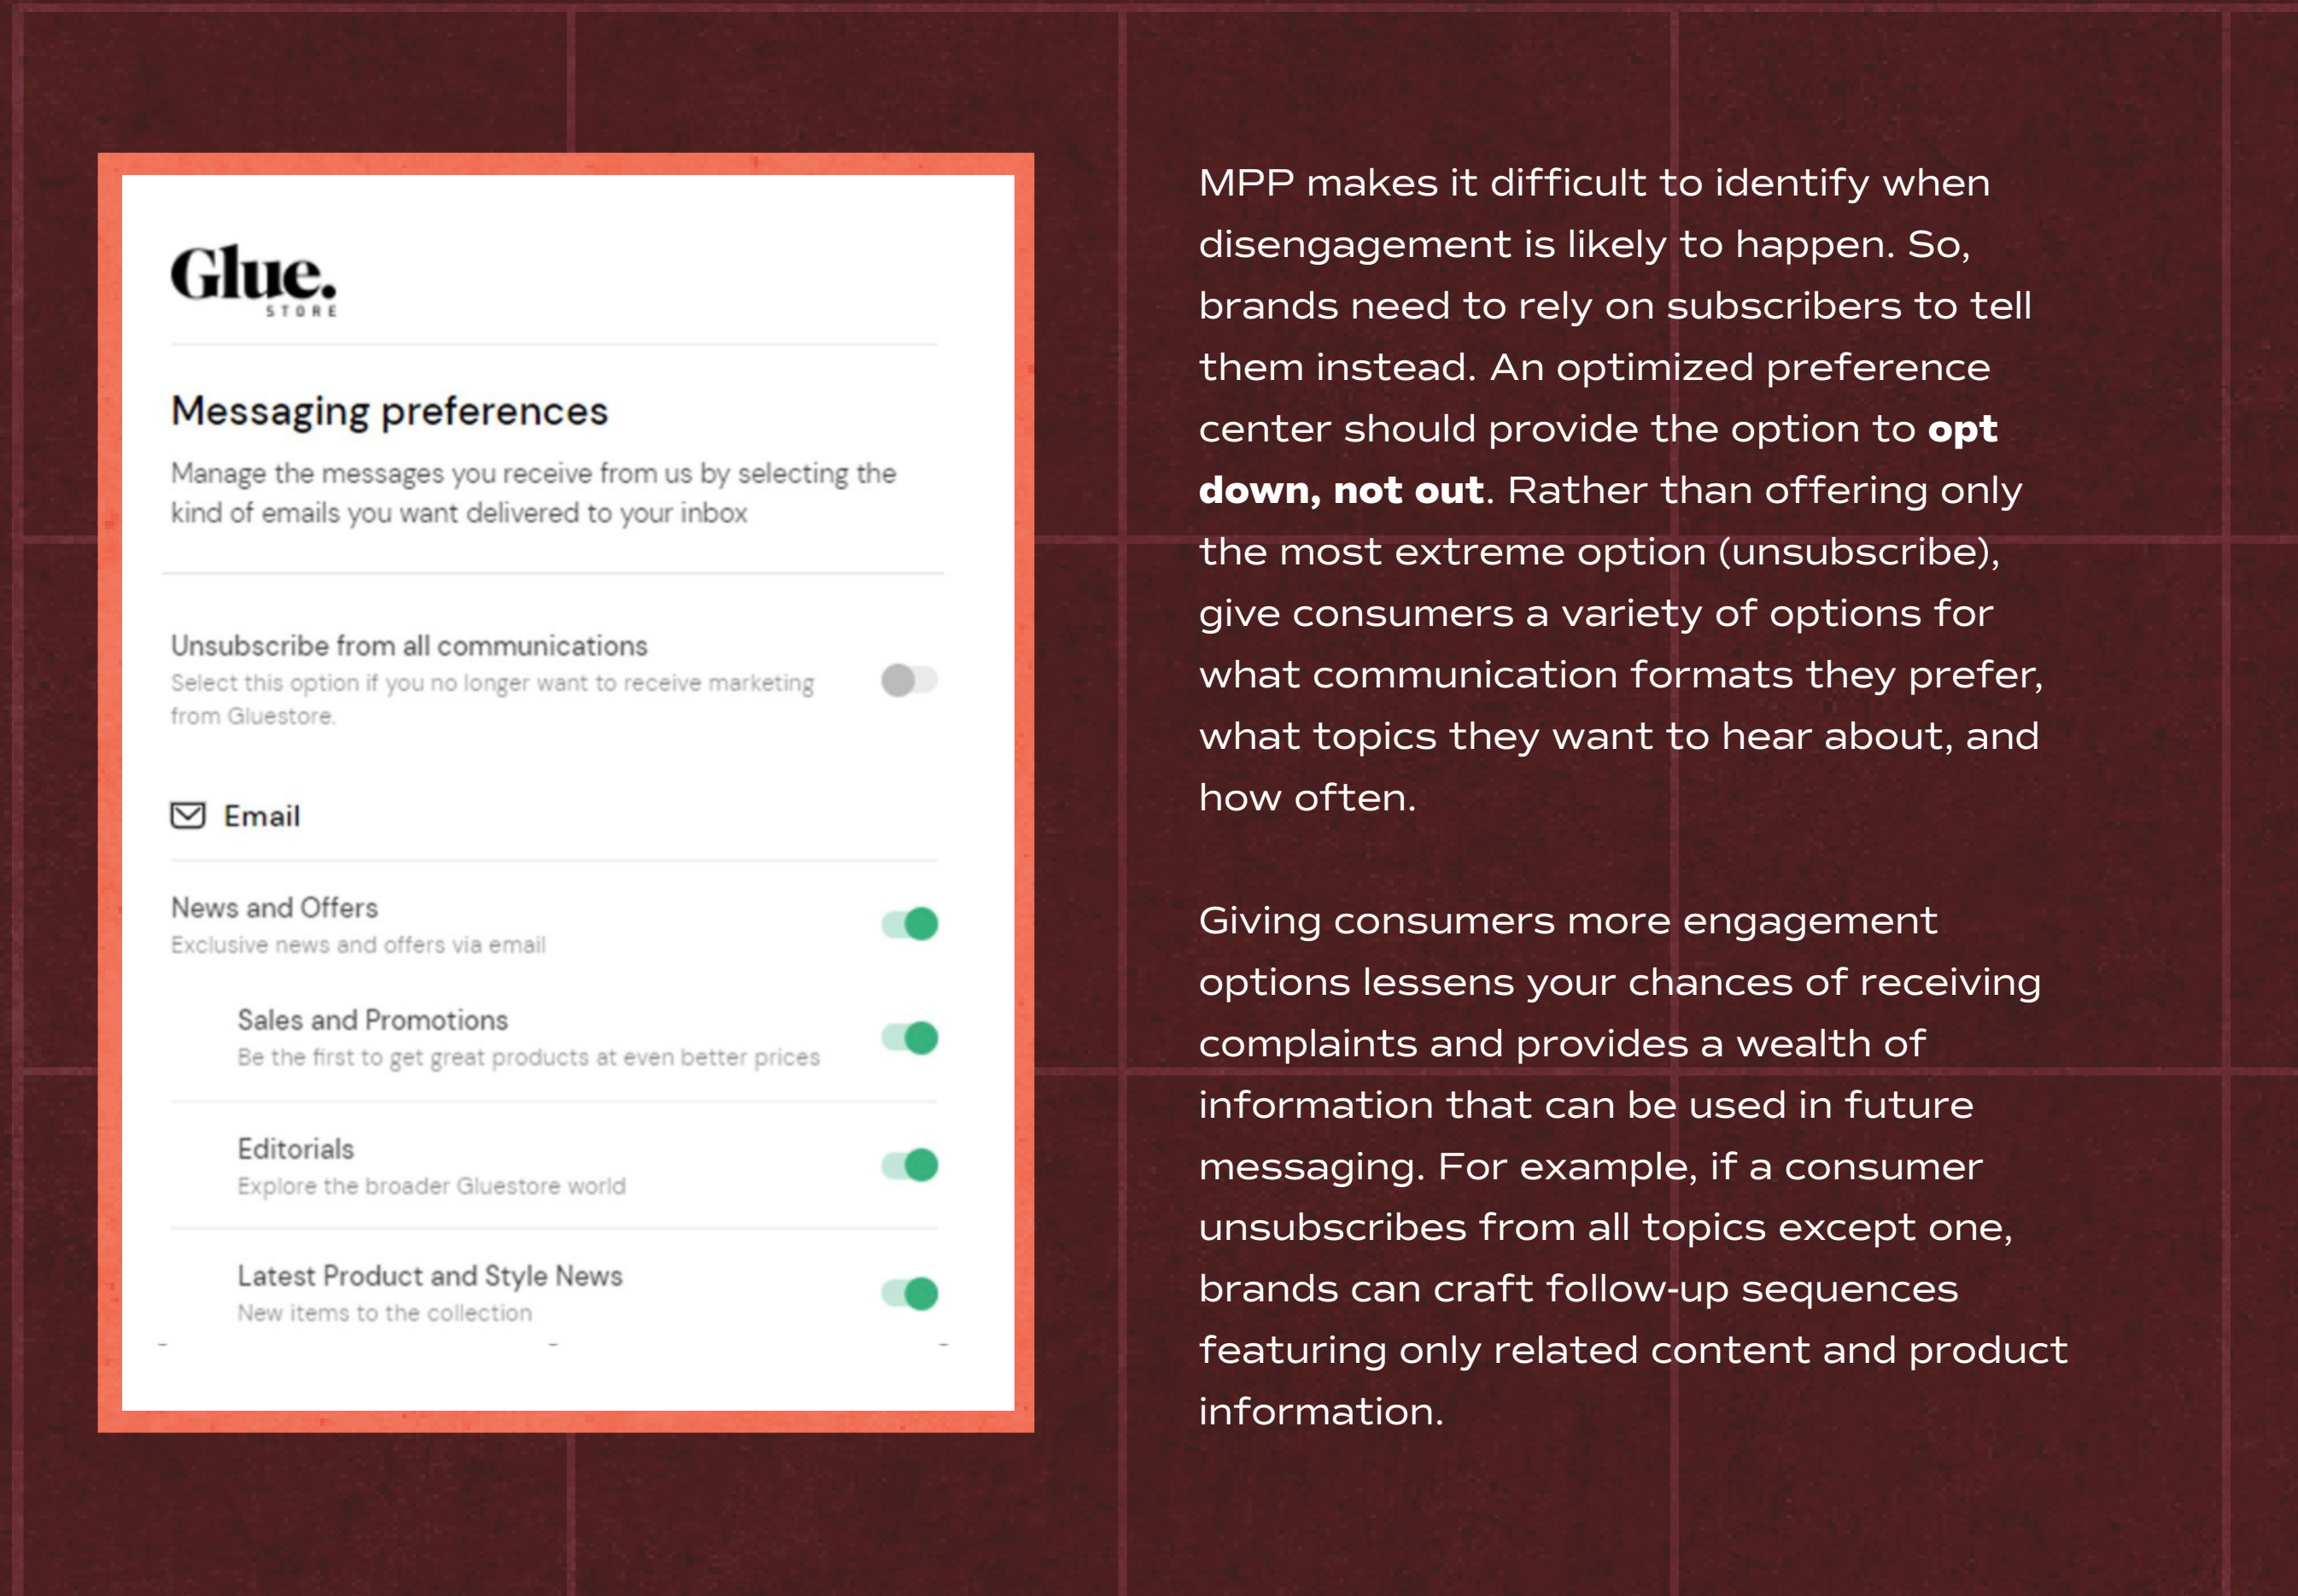 Glue.
STORE
Messaging preferences
Manage the messages you receive from us by selecting the
kind of emails you want delivered to your inbox
Unsubscribe from all communications
Select this option if you no longer want to receive marketing
from Gluestore.
Email
News and Offers
Exclusive news and offers via email
Sales and Promotions
Be the first to get great products at even better prices
Editorials
Explore the broader Gluestore world
Latest Product and Style News
New items to the collection
MPP makes it difficult to identify when
disengagement is likely to happen. So,
brands need to rely on subscribers to tell
them instead. An optimized preference
center should provide the option to opt
down, not out. Rather than offering only
the most extreme option (unsubscribe),
give consumers a variety of options for
what communication formats they prefer,
what topics they want to hear about, and
how often.
Giving consumers more engagement
options lessens your chances of receiving
complaints and provides a wealth of
information that can be used in future
messaging. For example, if a consumer
unsubscribes from all topics except one,
brands can craft follow-up sequences
featuring only related content and product
information.